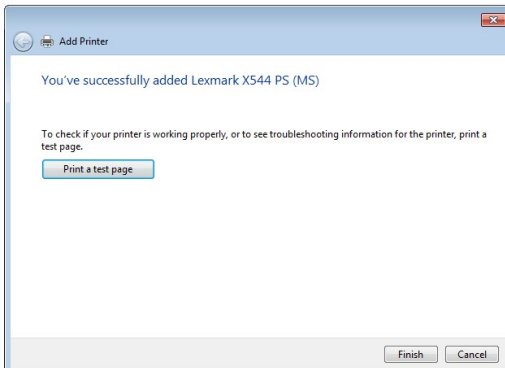 Add Printer
You've successfully added Lexmark X544 PS (MS)
To check if your printer is working properly, or to see troubleshooting information for the printer, print a
test page.
Print a test page
Finish Cancel